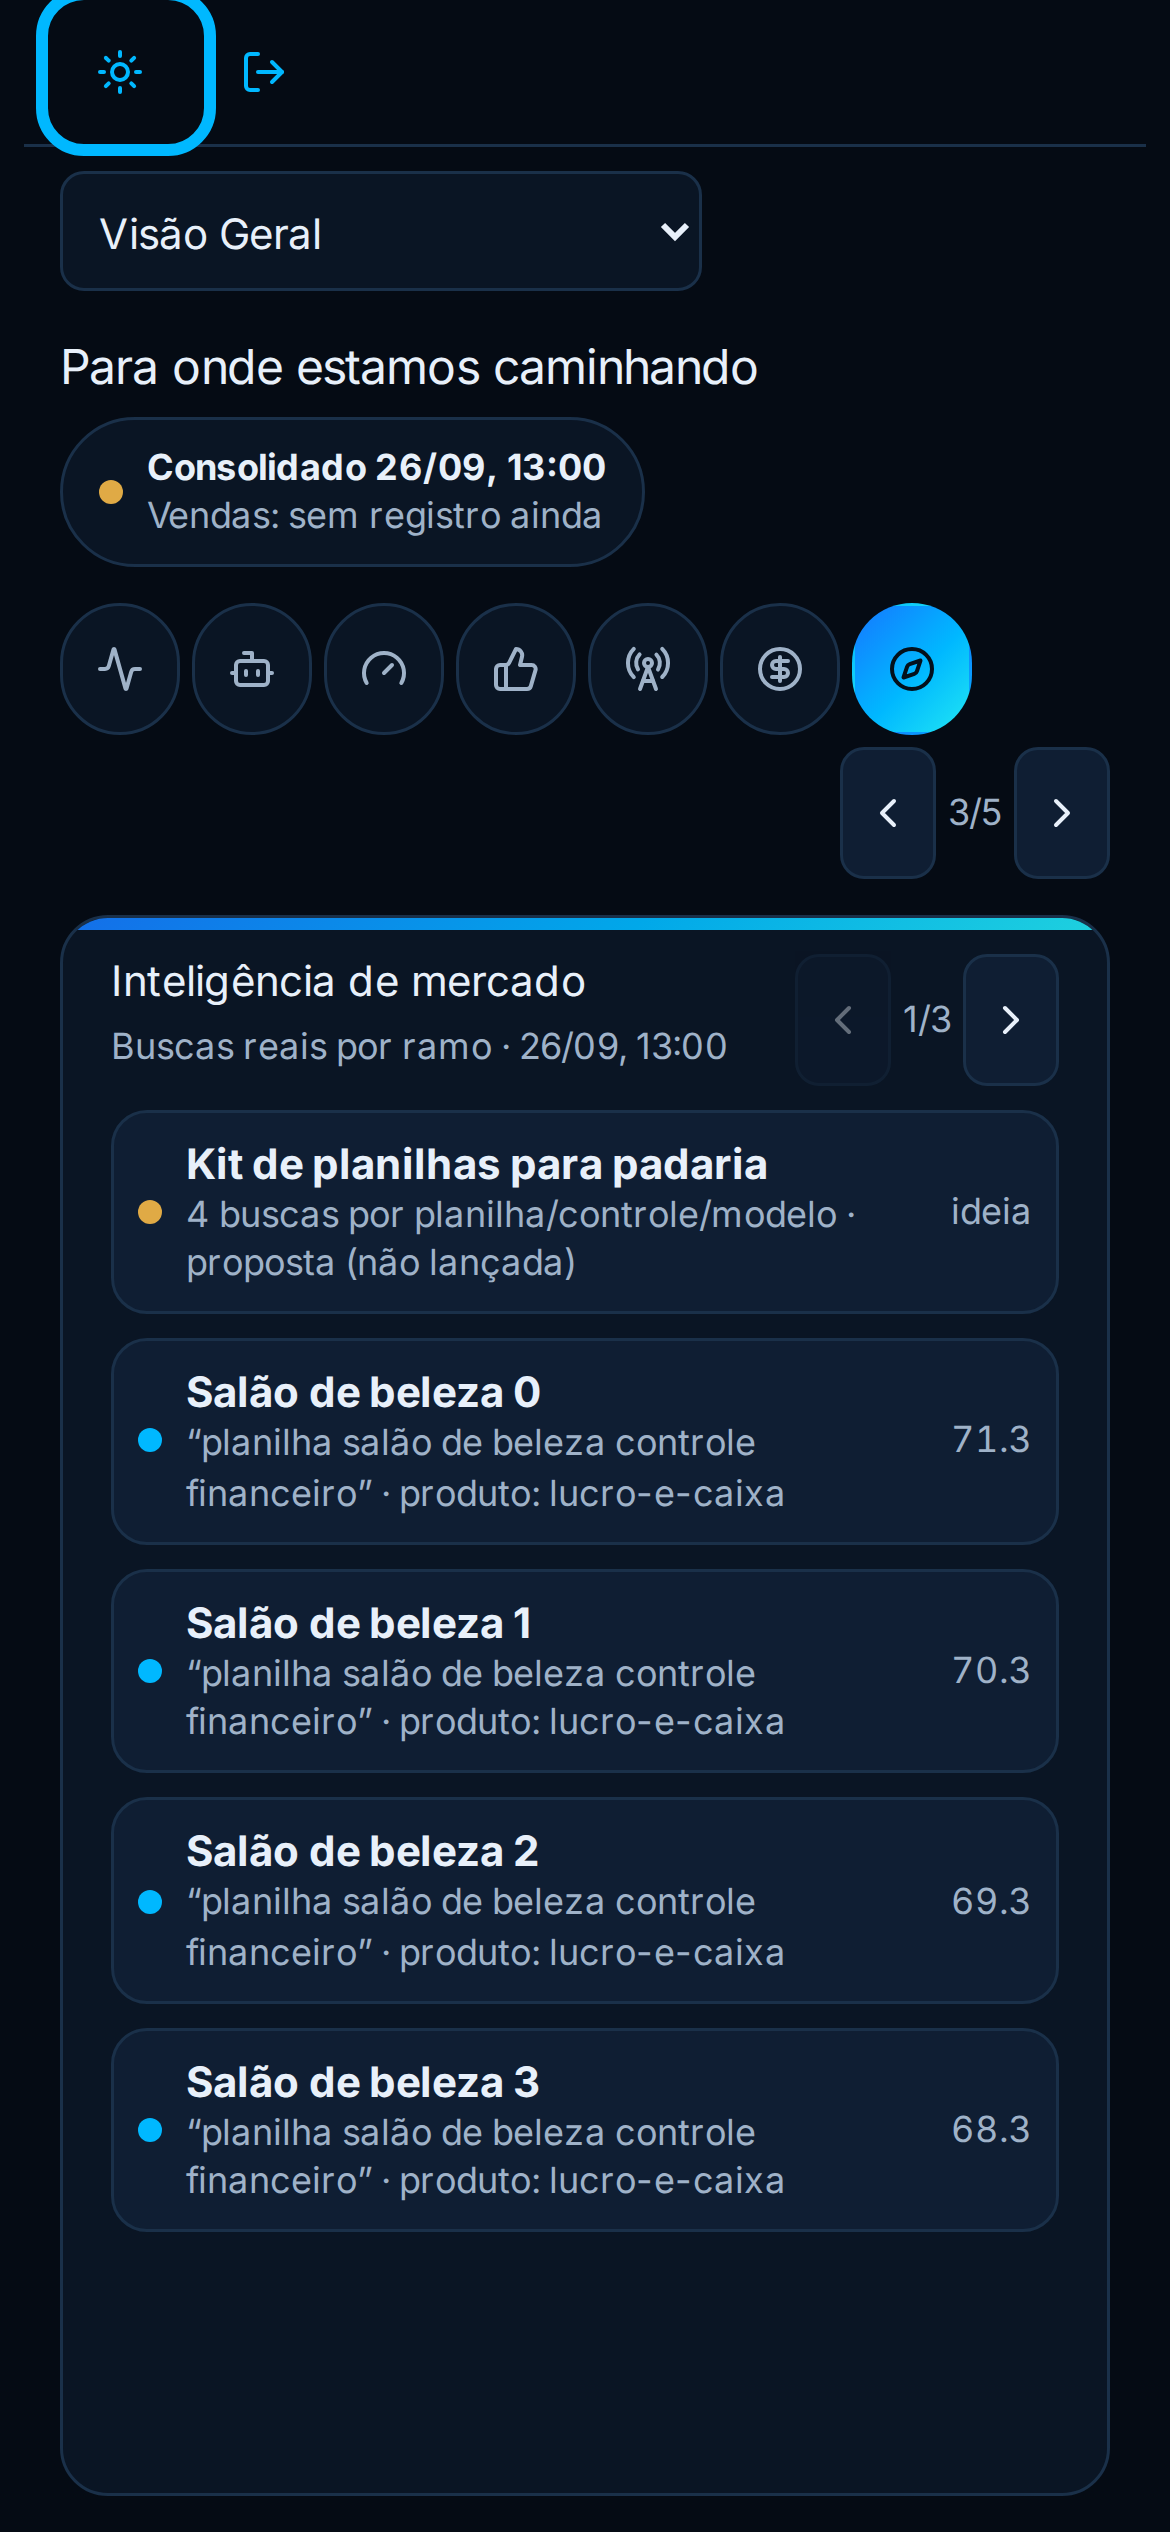 Visão Geral
Para onde estamos caminhando
Consolidado 26/09, 13:00
Vendas: sem registro ainda
3/5
Inteligência de mercado
Buscas reais por ramo · 26/09, 13:00
1/3
Kit de planilhas para padaria
4 buscas por planilha/controle/modelo ·
proposta (não lançada)
ideia
Salão de beleza 0
“planilha salão de beleza controle
financeiro” · produto: lucro-e-caixa
71.3
Salão de beleza 1
“planilha salão de beleza controle
financeiro” · produto: lucro-e-caixa
70.3
Salão de beleza 2
“planilha salão de beleza controle
financeiro” · produto: lucro-e-caixa
69.3
Salão de beleza 3
“planilha salão de beleza controle
financeiro” · produto: lucro-e-caixa
68.3